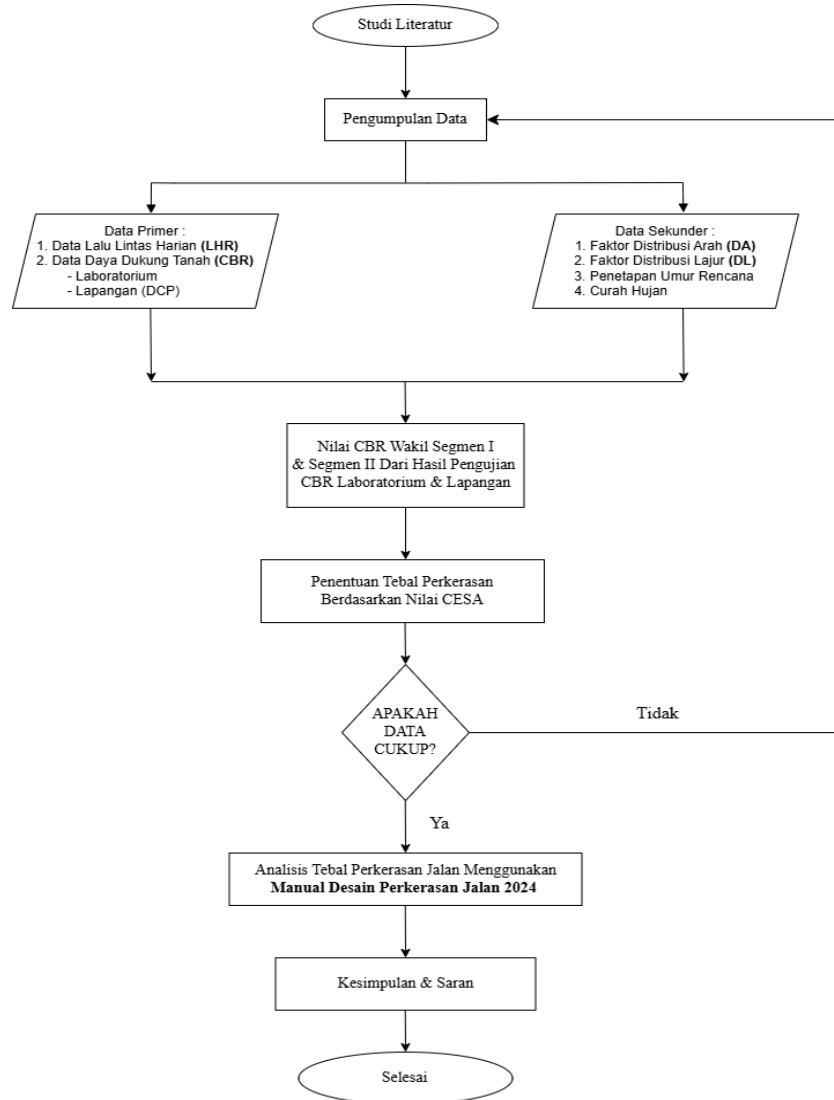 Studi Literatur
Pengumpulan Data
Data Primer :
1. Data Lalu Lintas Harian (LHR)
2. Data Daya Dukung Tanah (CBR)
- Laboratorium
- Lapangan (DCP)
Data Sekunder :
1. Faktor Distribusi Arah (DA)
2. Faktor Distribusi Lajur (DL)
3. Penetapan Umur Rencana
4. Curah Hujan
Nilai CBR Wakil Segmen I
& Segmen II Dari Hasil Pengujian
CBR Laboratorium & Lapangan
Penentuan Tebal Perkerasan
Berdasarkan Nilai CESA
APAKAH
DATA
CUKUP?
Tidak
Ya
Analisis Tebal Perkerasan Jalan Menggunakan
Manual Desain Perkerasan Jalan 2024
Kesimpulan & Saran
Selesai